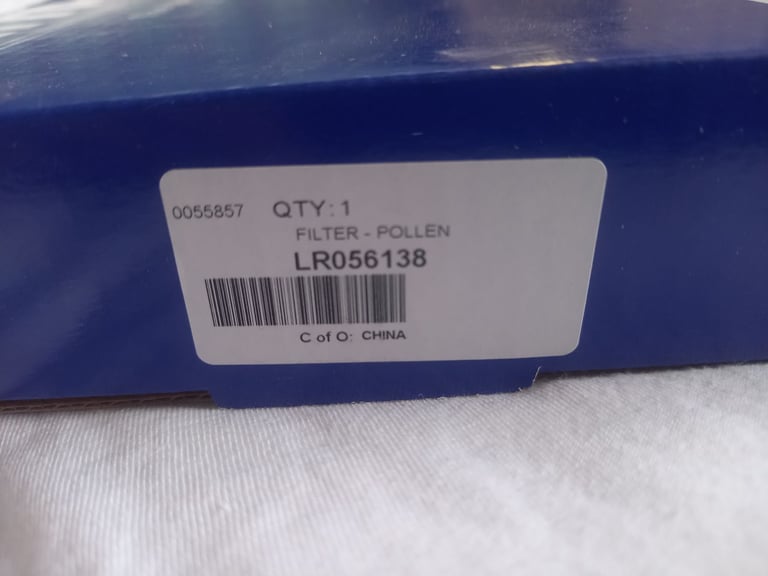 0055857 QTY: 1
FILTER - POLLEN
LR056138
C of O: CHINA